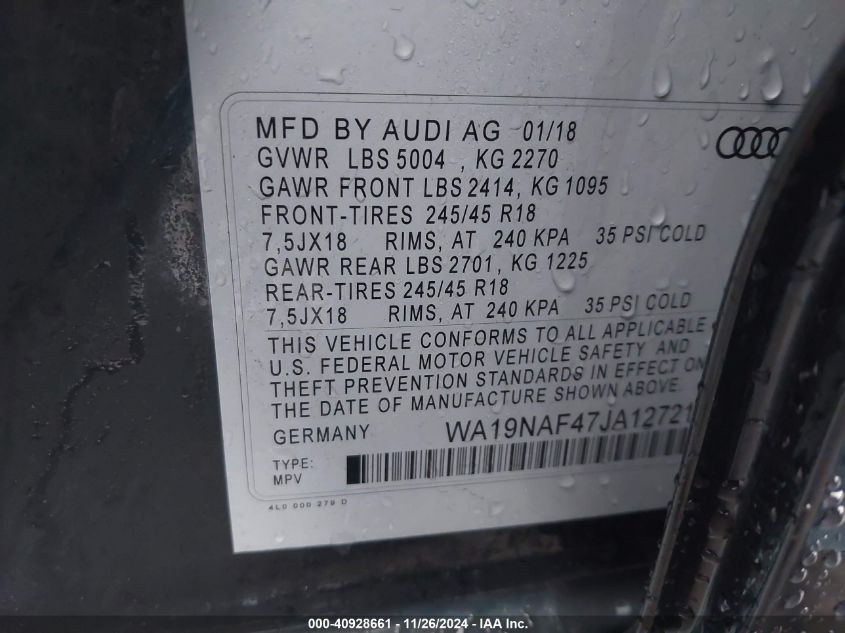 MFD BY AUDI AG 01/18
GVWR LBS 5004 , KG 2270
GAWR FRONT LBS 2414, KG 1095
FRONT-TIRES 245/45 R18
7,5JX18 RIMS, AT 240 KPA 35 PSI COLD
GAWR REAR LBS 2701, KG 1225
REAR-TIRES 245/45 R18
7,5JX18 RIMS, AT 240 KPA 35 PSI COLD
THIS VEHICLE CONFORMS TO ALL APPLICABLE
U.S. FEDERAL MOTOR VEHICLE SAFETY AND
THEFT PREVENTION STANDARDS IN EFFECT ON
THE DATE OF MANUFACTURE SHOWN ABOVE.
GERMANY WA19NAF47JA12721
TYPE:
MPV
4L0 000 279 D
000-40928661 - 11/26/2024 - IAA Inc.